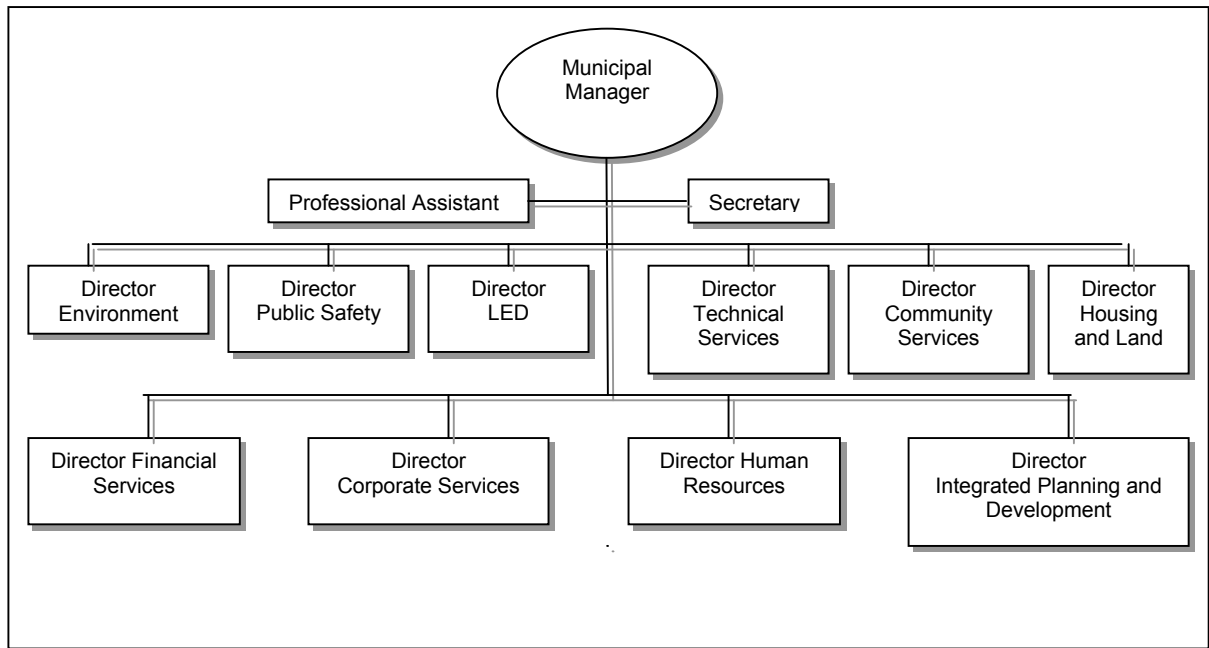 Municipal
Manager
Professional Assistant
Secretary
Director
Environment
Director
Public Safety
Director
LED
Director
Technical
Services
Director
Community
Services
Director
Housing
and Land
Director Financial
Services
Director
Corporate Services
Director Human
Resources
Director
Integrated Planning and
Development